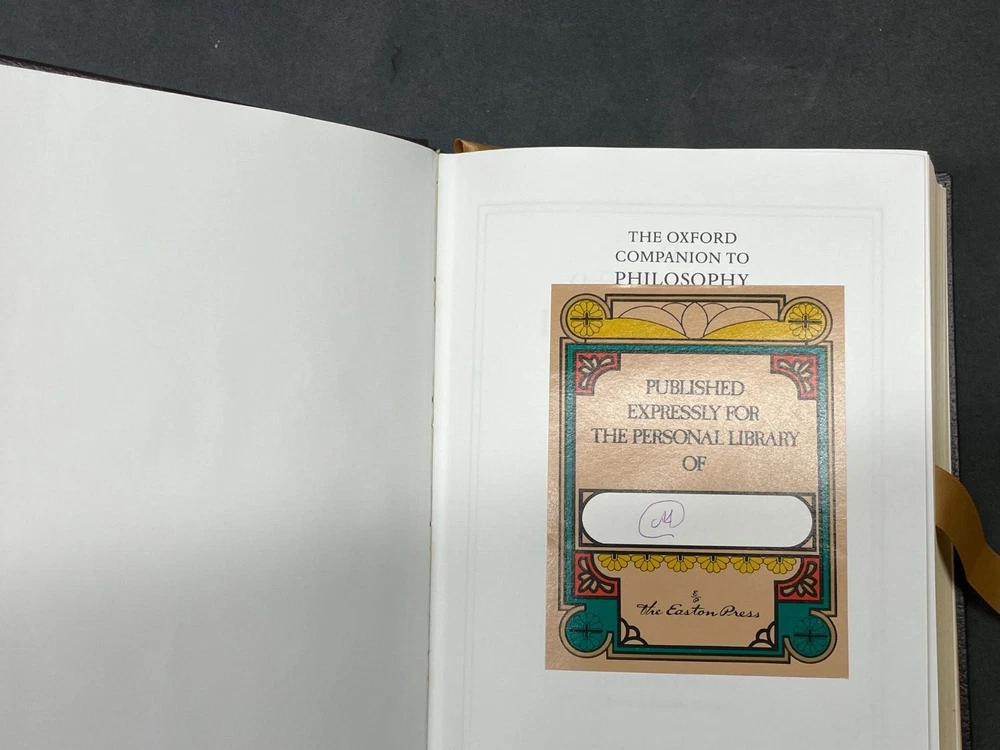 THE OXFORD
COMPANION TO
PHILOSOPHY
PUBLISHED
EXPRESSLY FOR
THE PERSONAL LIBRARY
OF
The Easton Press